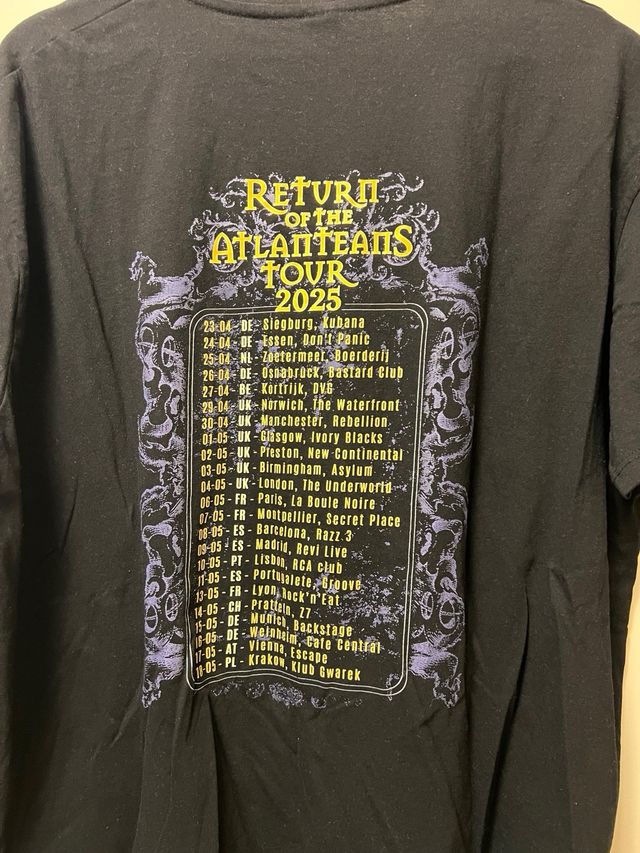 RETURN
OF THE
ATLANTEANS
TOUR
2025
23-04 - DE - Siegburg, Kubana
24-04 - DE - Essen, Don't Panic
25-04 - NL - Zoetermeer, Boerderij
26-04 - DE - Osnabruck, Bastard Club
27-04 - BE - Kortrijk, DVG
29-04 - UK - Norwich, The Waterfront
30-04 - UK - Manchester, Rebellion
01-05 - UK - Glasgow, Ivory Blacks
02-05 - UK - Preston, New Continental
03-05 - UK - Birmingham, Asylum
04-05 - UK - London, The Underworld
06-05 - FR - Paris, La Boule Noire
07-05 - FR - Montpellier, Secret Place
08-05 - ES - Barcelona, Razz 3
09-05 - ES - Madrid, Revi Live
10-05 - PT - Lisbon, RCA club
11-05 - ES - Portugalete, Groove
13-05 - FR - Lyon, Rock'n'Eat
14-05 - CH - Pratteln, Z7
15-05 - DE - Munich, Backstage
16-05 - DE - Weinheim, Cafe Central
17-05 - AT - Vienna, Escape
18-05 - PL - Krakow, Klub Gwarek